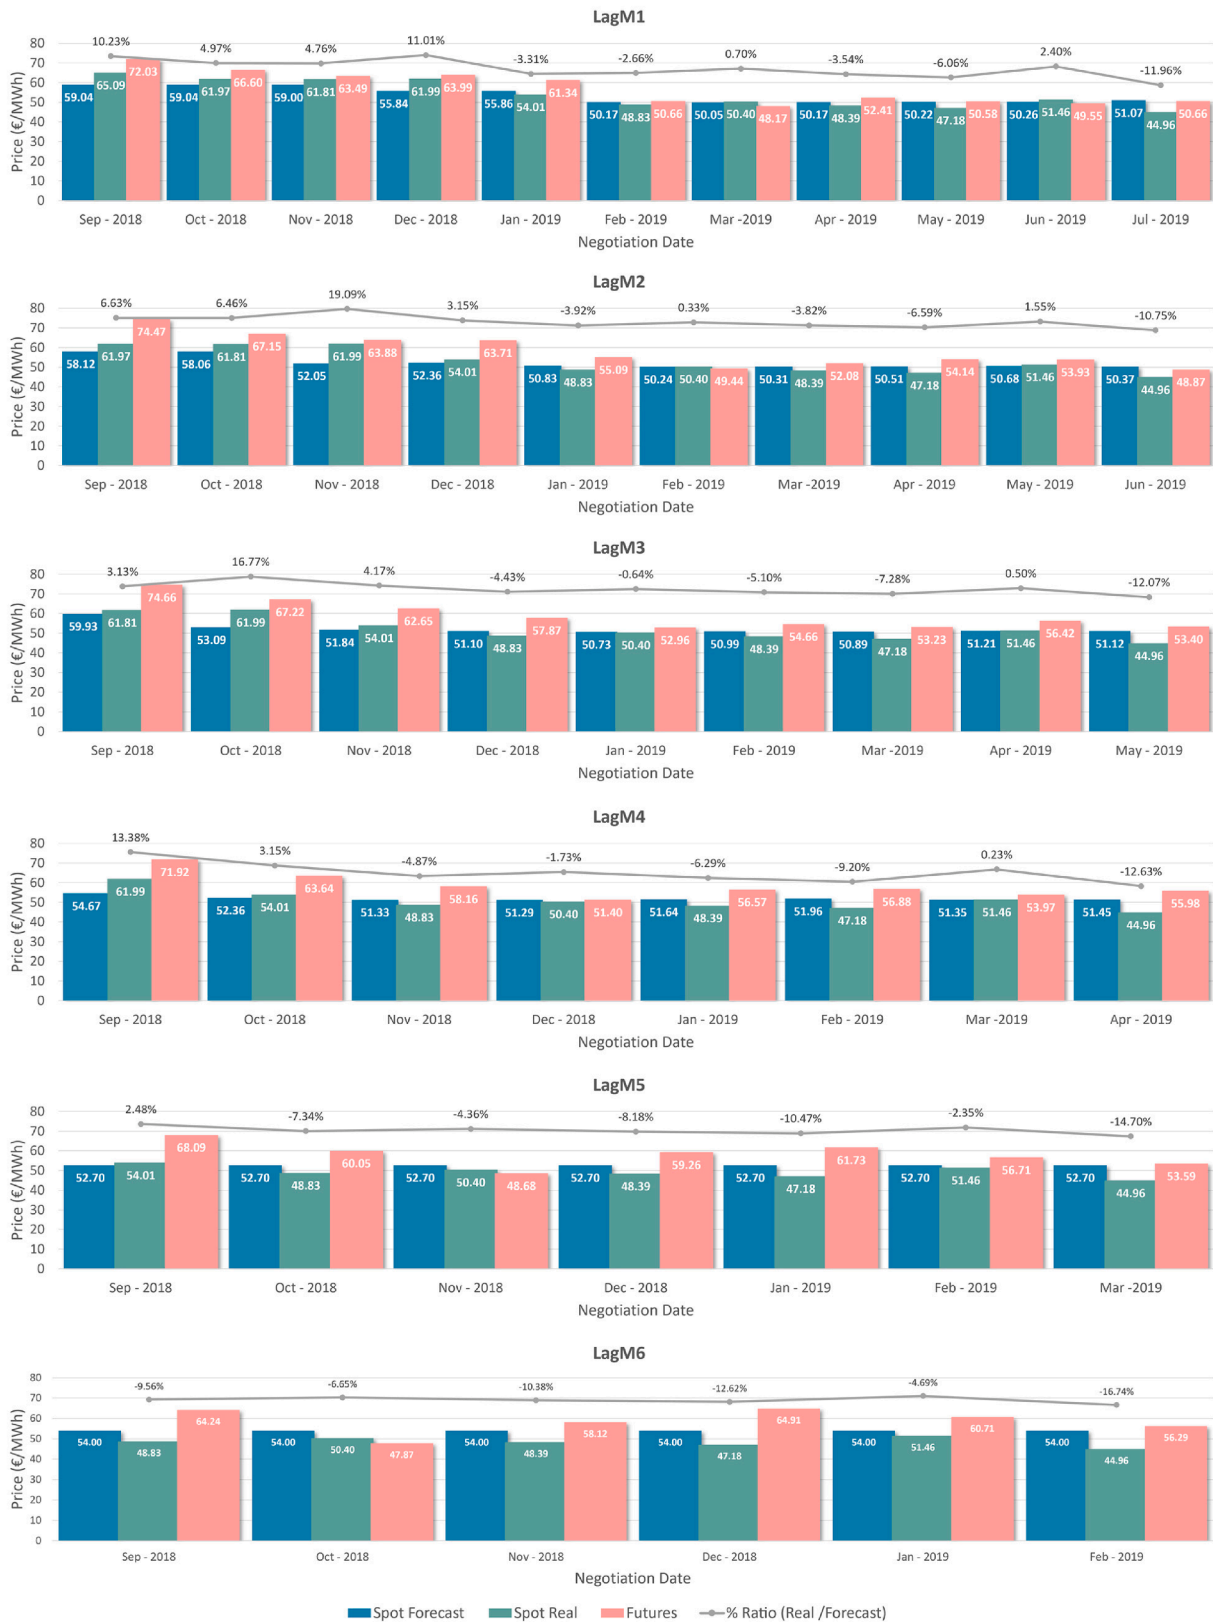 LagM1
Price (€/MWh)
80
70
60
50
40
30
20
10
0
10.23% 4.97% 4.76% 11.01% -3.31% -2.66% 0.70% -3.54% -6.06% 2.40% -11.96%
59.04 65.09 72.03 59.04 61.97 66.60 59.00 61.81 63.49 55.84 61.99 63.99 55.86 54.01 61.34 50.17 48.83 50.66 50.05 50.40 48.17 50.17 48.39 52.41 50.22 47.18 50.58 50.26 51.46 49.55 51.07 44.96 50.66
Sep - 2018 Oct - 2018 Nov - 2018 Dec - 2018 Jan - 2019 Feb - 2019 Mar -2019 Apr - 2019 May - 2019 Jun - 2019 Jul - 2019
Negotiation Date
LagM2
Price (€/MWh)
80
70
60
50
40
30
20
10
0
6.63% 6.46% 19.09% 3.15% -3.92% 0.33% -3.82% -6.59% 1.55% -10.75%
58.12 61.97 74.47 58.06 61.81 67.15 52.05 61.99 63.88 52.36 54.01 63.71 50.83 48.83 55.09 50.24 50.40 49.44 50.31 48.39 52.08 50.51 47.18 54.14 50.68 51.46 53.93 50.37 44.96 48.87
Sep - 2018 Oct - 2018 Nov - 2018 Dec - 2018 Jan - 2019 Feb - 2019 Mar -2019 Apr - 2019 May - 2019 Jun - 2019
Negotiation Date
LagM3
Price (€/MWh)
80
70
60
50
40
30
20
10
0
3.13% 16.77% 4.17% -4.43% -0.64% -5.10% -7.28% 0.50% -12.07%
59.93 61.81 74.66 53.09 61.99 67.22 51.84 54.01 62.65 51.10 48.83 57.87 50.73 50.40 52.96 50.99 48.39 54.66 50.89 47.18 53.23 51.21 51.46 56.42 51.12 44.96 53.40
Sep - 2018 Oct - 2018 Nov - 2018 Dec - 2018 Jan - 2019 Feb - 2019 Mar -2019 Apr - 2019 May - 2019
Negotiation Date
LagM4
Price (€/MWh)
80
70
60
50
40
30
20
10
0
13.38% 3.15% -4.87% -1.73% -6.29% -9.20% 0.23% -12.63%
54.67 61.99 71.92 52.36 54.01 63.64 51.33 48.83 58.16 51.29 50.40 51.40 51.64 48.39 56.57 51.96 47.18 56.88 51.35 51.46 53.97 51.45 44.96 55.98
Sep - 2018 Oct - 2018 Nov - 2018 Dec - 2018 Jan - 2019 Feb - 2019 Mar -2019 Apr - 2019
Negotiation Date
LagM5
Price (€/MWh)
80
70
60
50
40
30
20
10
0
2.48% -7.34% -4.36% -8.18% -10.47% -2.35% -14.70%
52.70 54.01 68.09 52.70 48.83 60.05 52.70 50.40 48.68 52.70 48.39 59.26 52.70 47.18 61.73 52.70 51.46 56.71 52.70 44.96 53.59
Sep - 2018 Oct - 2018 Nov - 2018 Dec - 2018 Jan - 2019 Feb - 2019 Mar -2019
Negotiation Date
LagM6
Price (€/MWh)
80
70
60
50
40
30
20
10
0
-9.56% -6.65% -10.38% -12.62% -4.69% -16.74%
54.00 48.83 64.24 54.00 50.40 47.87 54.00 48.39 58.12 54.00 47.18 64.91 54.00 51.46 60.71 54.00 44.96 56.29
Sep - 2018 Oct - 2018 Nov - 2018 Dec - 2018 Jan - 2019 Feb - 2019
Negotiation Date
Spot Forecast Spot Real Futures % Ratio (Real /Forecast)